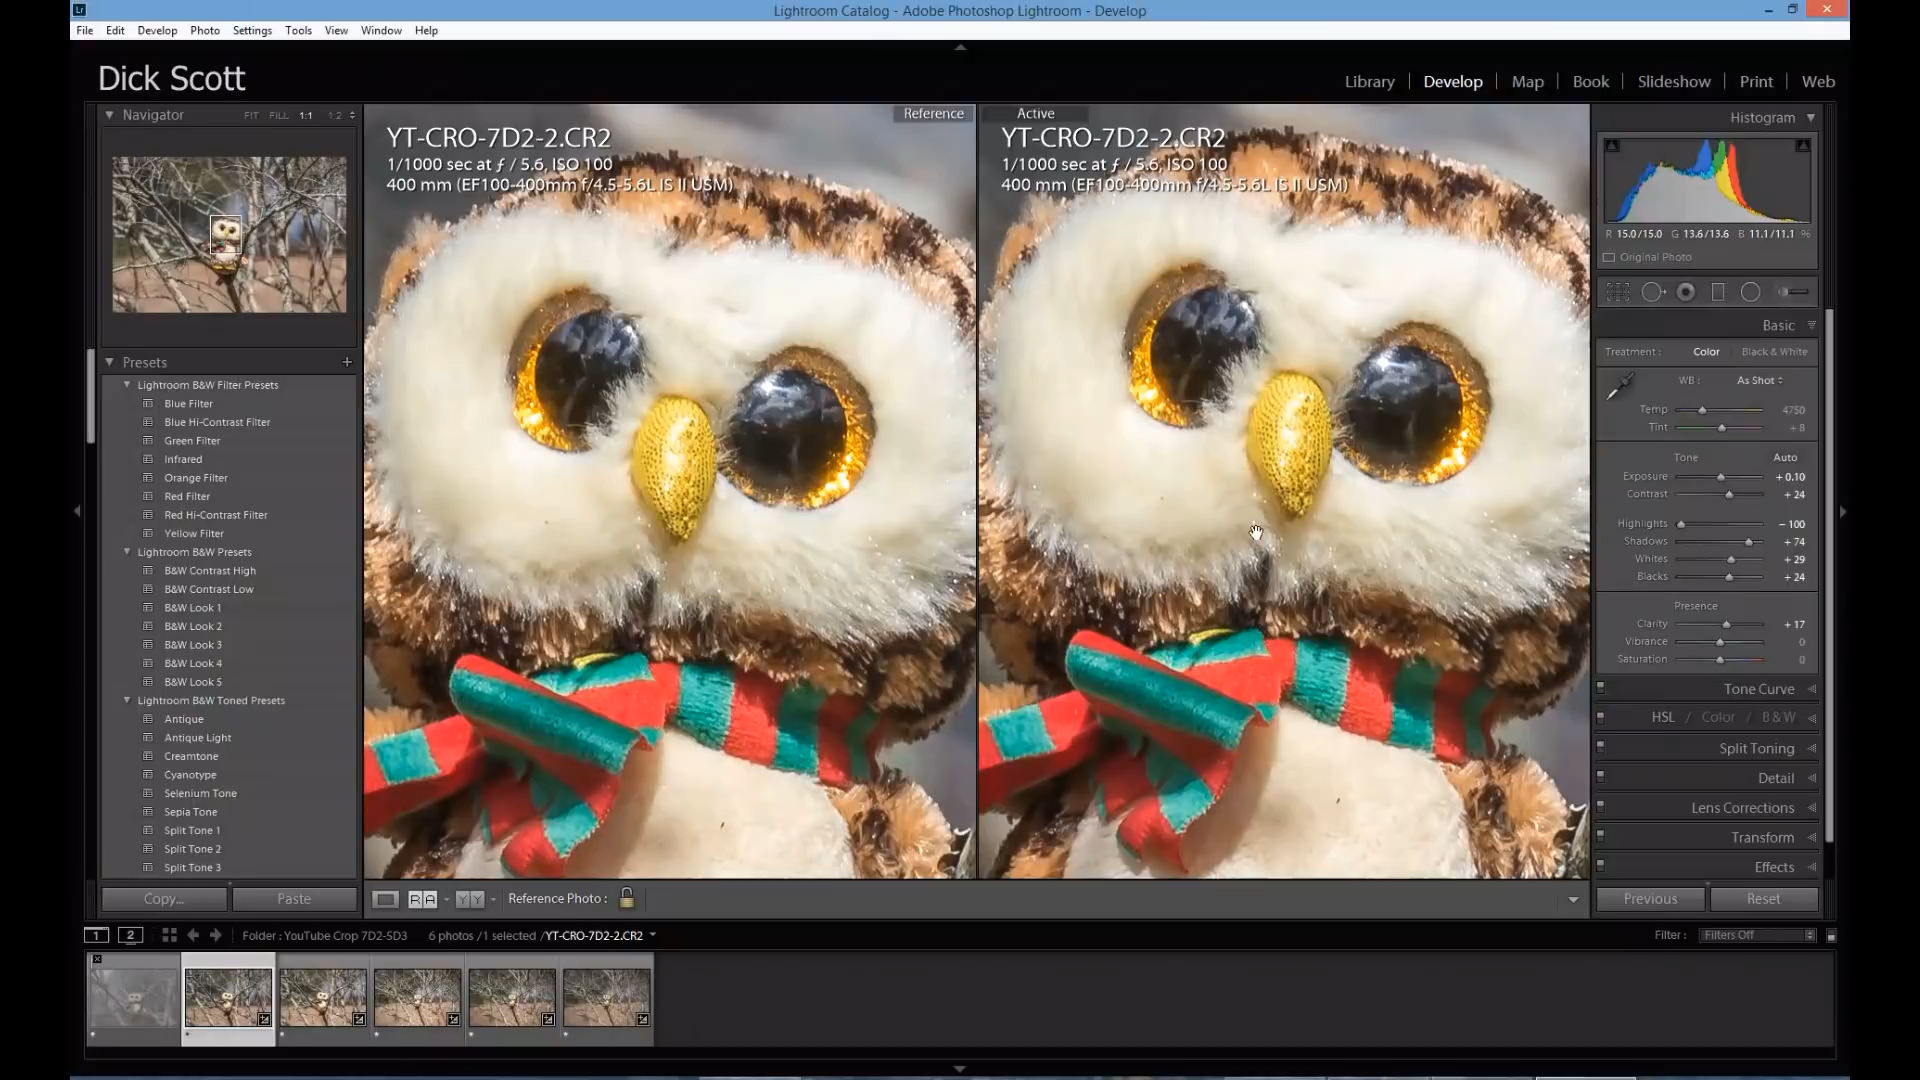 Lightroom Catalog - Adobe Photoshop Lightroom - Develop
File Edit Develop Photo Settings Tools View Window Help
Dick Scott
Library | Develop | Map | Book | Slideshow | Print | Web
Navigator FIT FILL 1:1 1:2
Presets +
Lightroom B&W Filter Presets
Blue Filter
Blue Hi-Contrast Filter
Green Filter
Infrared
Orange Filter
Red Filter
Red Hi-Contrast Filter
Yellow Filter
Lightroom B&W Presets
B&W Contrast High
B&W Contrast Low
B&W Look 1
B&W Look 2
B&W Look 3
B&W Look 4
B&W Look 5
Lightroom B&W Toned Presets
Antique
Antique Light
Creamtone
Cyanotype
Selenium Tone
Sepia Tone
Split Tone 1
Split Tone 2
Split Tone 3
Copy... Paste
Reference
YT-CRO-7D2-2.CR2
1/1000 sec at ƒ / 5.6, ISO 100
400 mm (EF100-400mm f/4.5-5.6L IS II USM)
Active
YT-CRO-7D2-2.CR2
1/1000 sec at ƒ / 5.6, ISO 100
400 mm (EF100-400mm f/4.5-5.6L IS II USM)
R A Y Y Reference Photo :
Histogram
R 15.0/15.0 G 13.6/13.6 B 11.1/11.1 %
Original Photo
Basic
Treatment : Color Black & White
WB : As Shot
Temp 4750
Tint + 8
Tone Auto
Exposure + 0.10
Contrast + 24
Highlights − 100
Shadows + 74
Whites + 29
Blacks + 24
Presence
Clarity + 17
Vibrance 0
Saturation 0
Tone Curve
HSL / Color / B & W
Split Toning
Detail
Lens Corrections
Transform
Effects
Previous Reset
1 2 Folder : YouTube Crop 7D2-5D3 6 photos /1 selected /YT-CRO-7D2-2.CR2 Filter : Filters Off